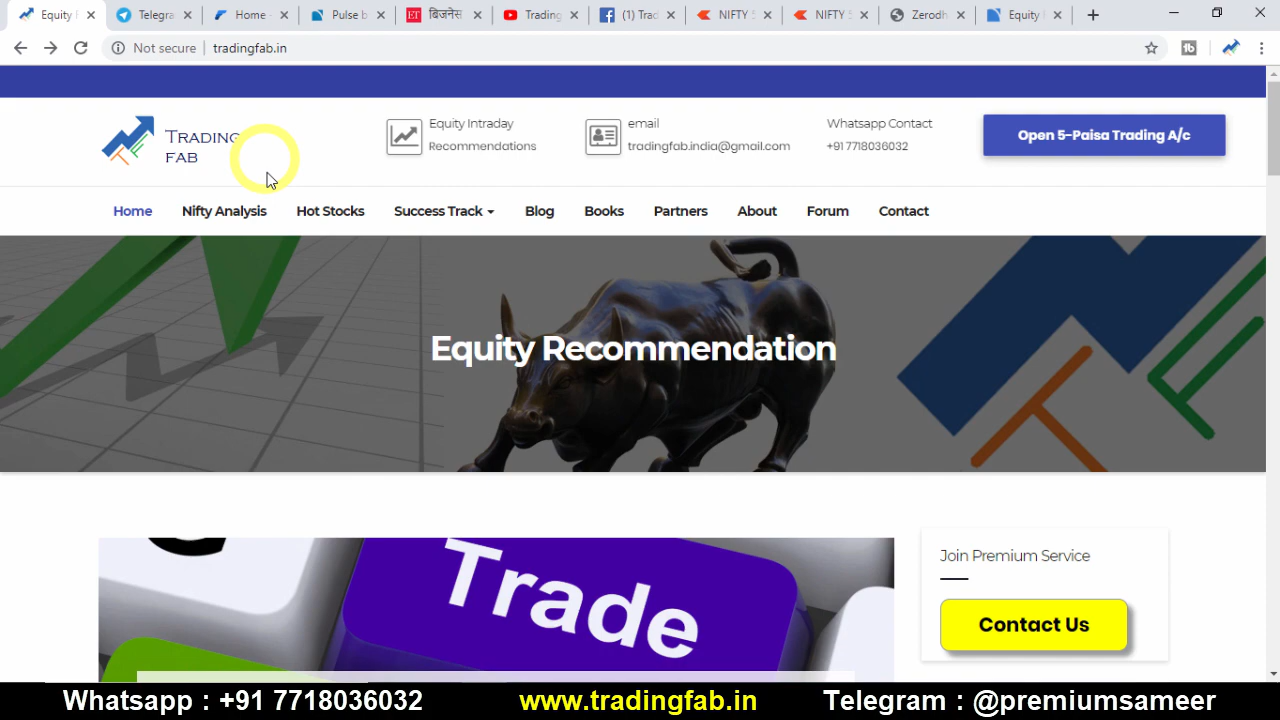 Equity
Telegra
Home -
Pulse b
ET बिजनेस
Trading
(1) Trad
NIFTY 5
NIFTY 5
Zerodh
Equity
Not secure | tradingfab.in
TRADING
FAB
Equity Intraday
Recommendations
email
tradingfab.india@gmail.com
Whatsapp Contact
+91 7718036032
Open 5-Paisa Trading A/c
Home Nifty Analysis Hot Stocks Success Track Blog Books Partners About Forum Contact
Equity Recommendation
Trade
Join Premium Service
Contact Us
Whatsapp : +91 7718036032 www.tradingfab.in Telegram : @premiumsameer